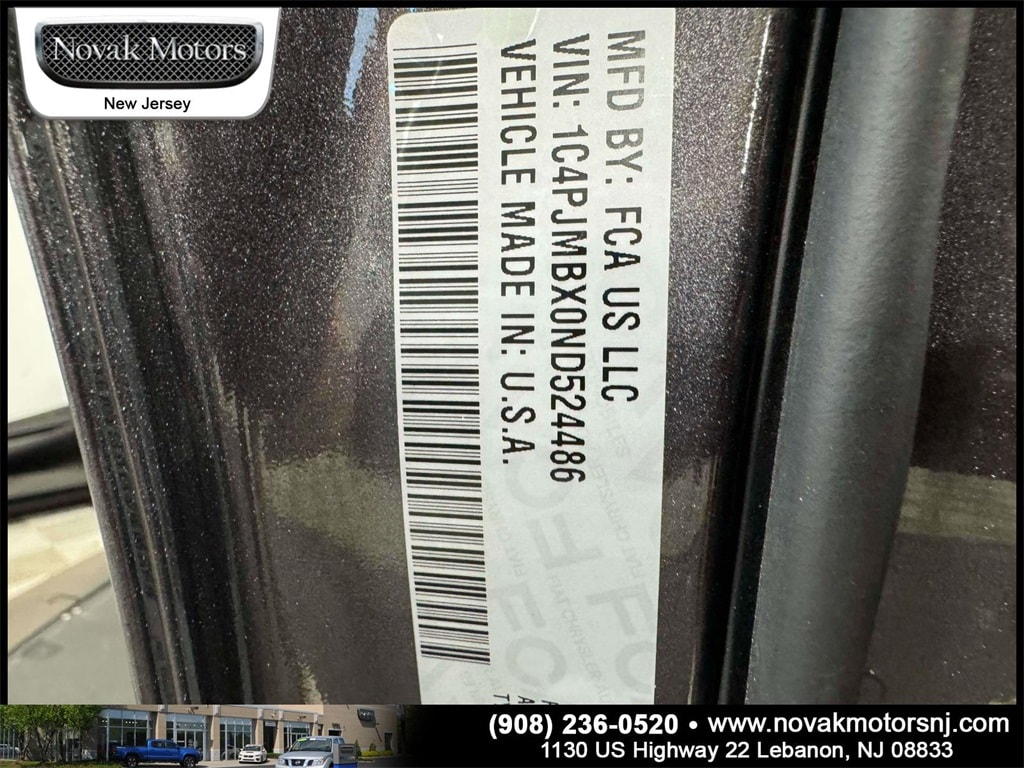 Novak Motors
New Jersey
MFD BY: FCA US LLC
VIN: 1C4PJMBX0ND524486
VEHICLE MADE IN: U.S.A.
(908) 236-0520 • www.novakmotorsnj.com
1130 US Highway 22 Lebanon, NJ 08833